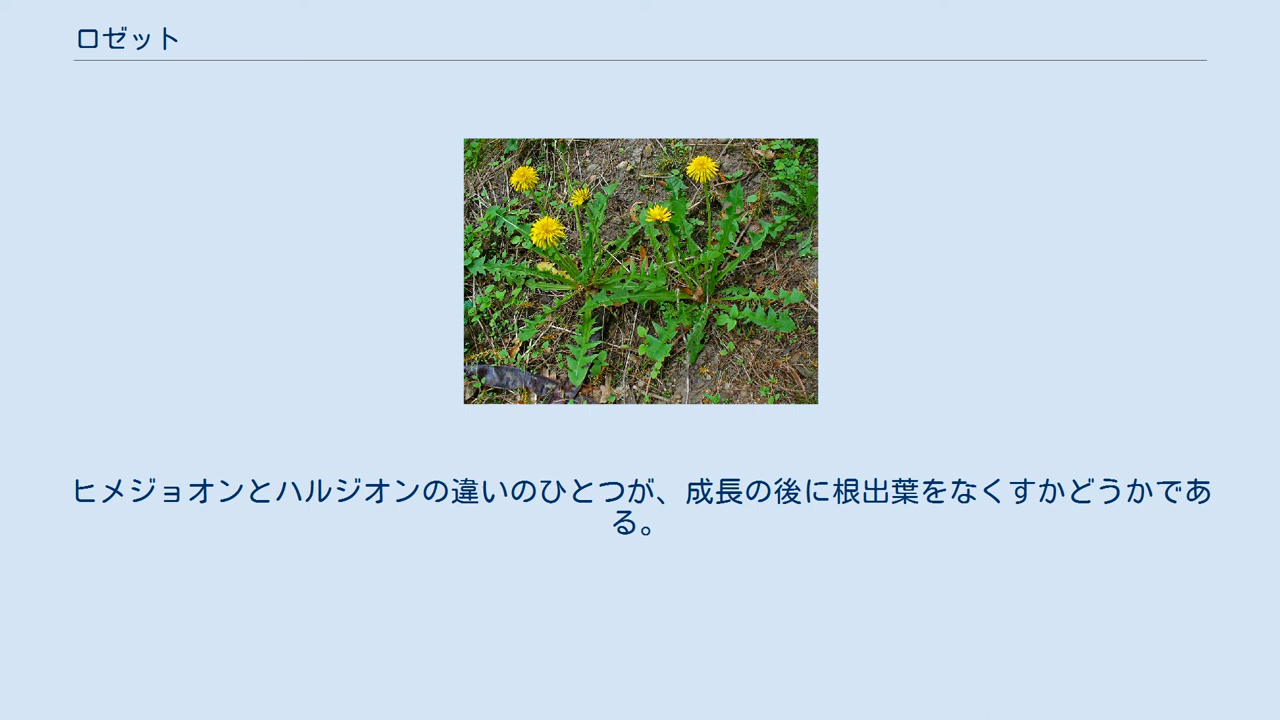 ロゼット
ヒメジョオンとハルジオンの違いのひとつが、成長の後に根出葉をなくすかどうかであ
る。